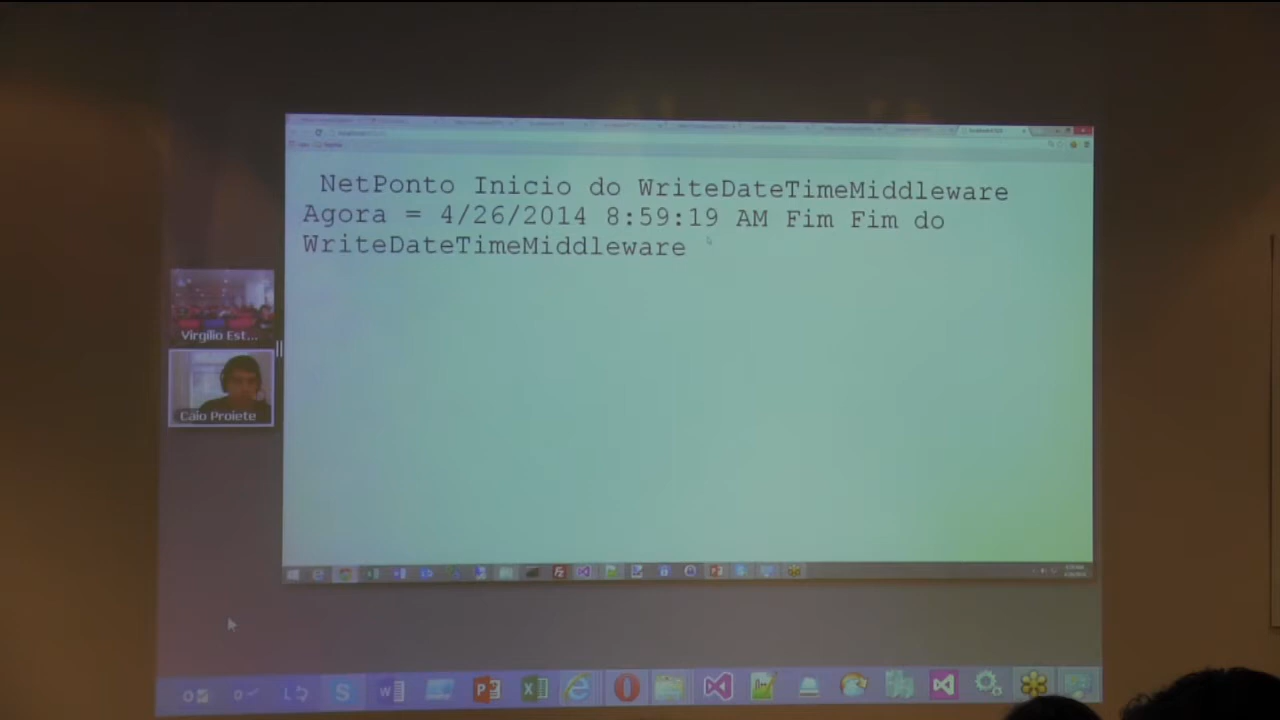 NetPonto Inicio do WriteDateTimeMiddleware
Agora = 4/26/2014 8:59:19 AM Fim Fim do
WriteDateTimeMiddleware
Virgílio Est...
Caio Proiete